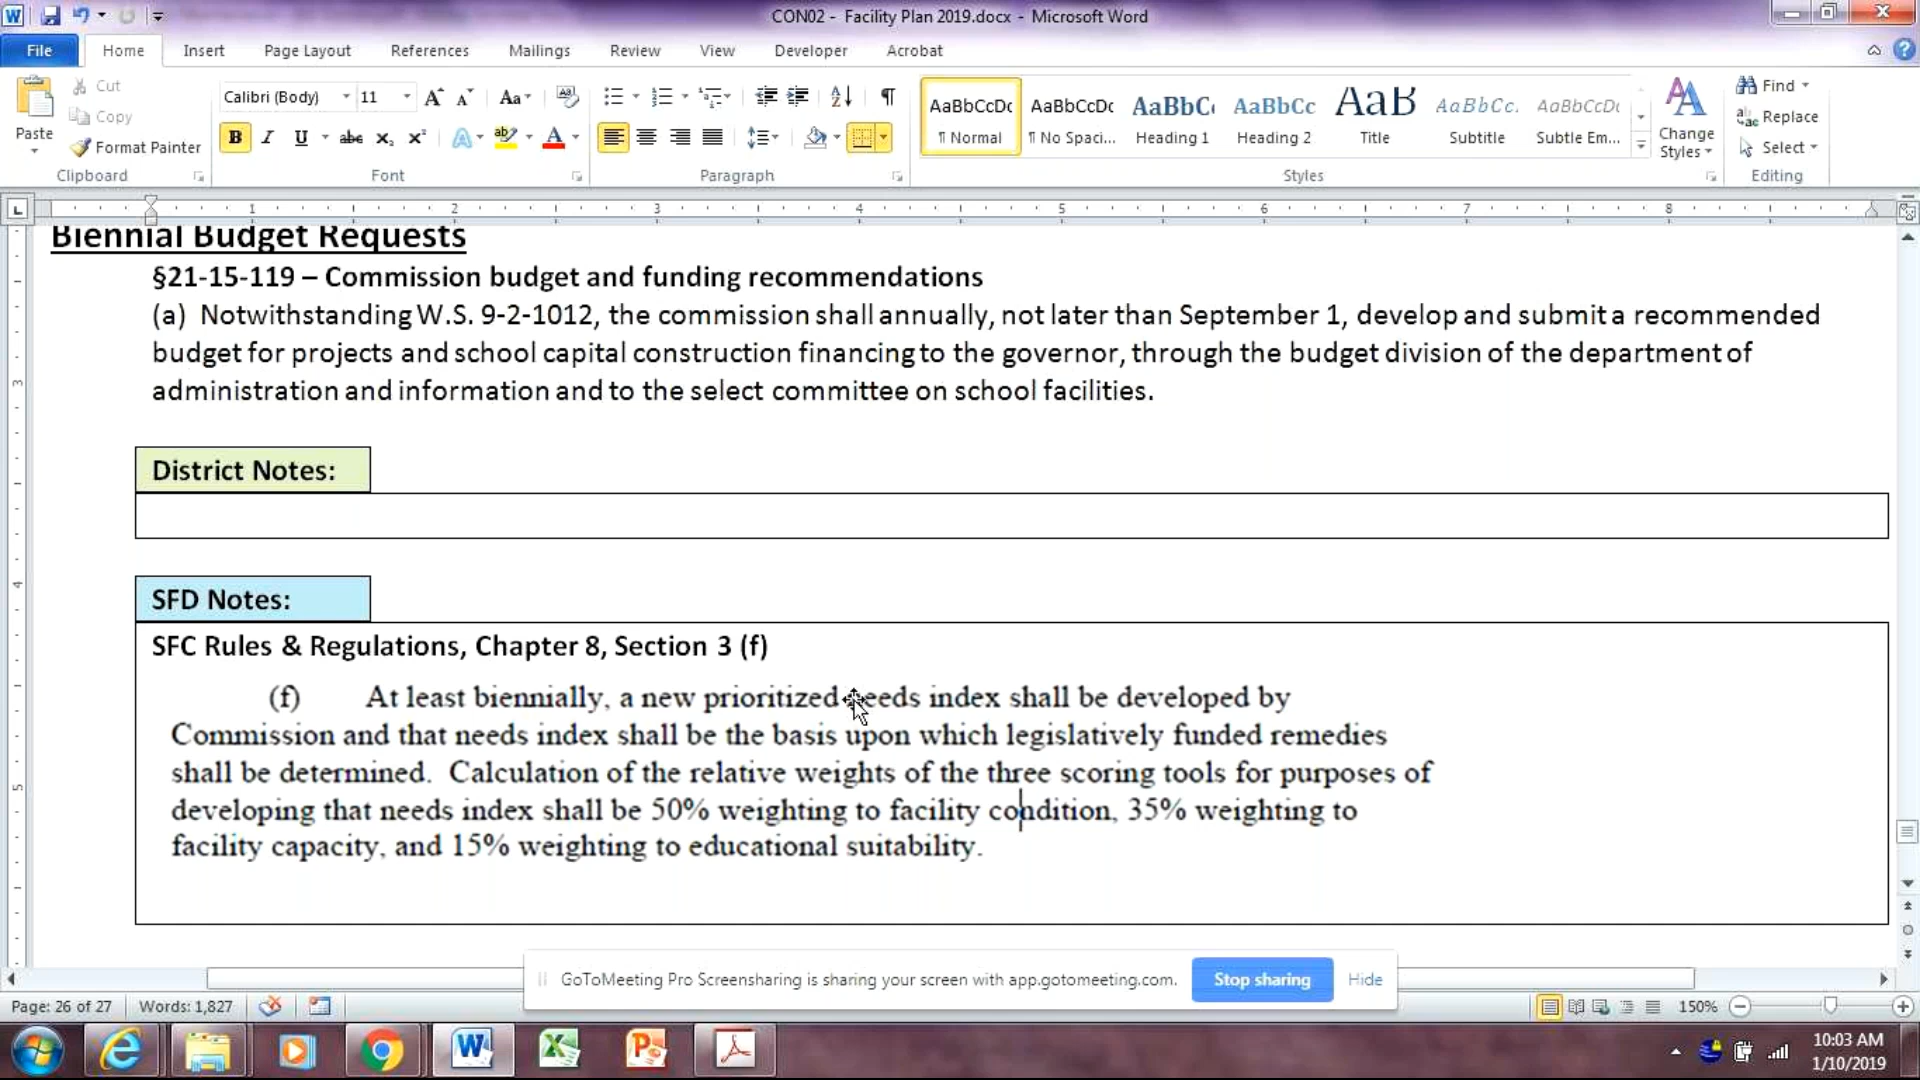 CON02 - Facility Plan 2019.docx - Microsoft Word
File Home Insert Page Layout References Mailings Review View Developer Acrobat
Cut
Copy
Format Painter
Paste
Calibri (Body) 11
AaBbCcDc AaBbCcDc AaBbC AaBbCc AaB AaBbCc. AaBbCcDc
¶ Normal ¶ No Spaci... Heading 1 Heading 2 Title Subtitle Subtle Em...
Change Styles
Find
Replace
Select
Clipboard Font Paragraph Styles Editing
1 2 3 4 5 6 7 8
Biennial Budget Requests
§21-15-119 – Commission budget and funding recommendations
(a) Notwithstanding W.S. 9-2-1012, the commission shall annually, not later than September 1, develop and submit a recommended
budget for projects and school capital construction financing to the governor, through the budget division of the department of
administration and information and to the select committee on school facilities.
District Notes:
SFD Notes:
SFC Rules & Regulations, Chapter 8, Section 3 (f)
(f) At least biennially, a new prioritized needs index shall be developed by
Commission and that needs index shall be the basis upon which legislatively funded remedies
shall be determined. Calculation of the relative weights of the three scoring tools for purposes of
developing that needs index shall be 50% weighting to facility condition, 35% weighting to
facility capacity, and 15% weighting to educational suitability.
GoToMeeting Pro Screensharing is sharing your screen with app.gotomeeting.com. Stop sharing Hide
Page: 26 of 27 Words: 1,827 150%
10:03 AM
1/10/2019